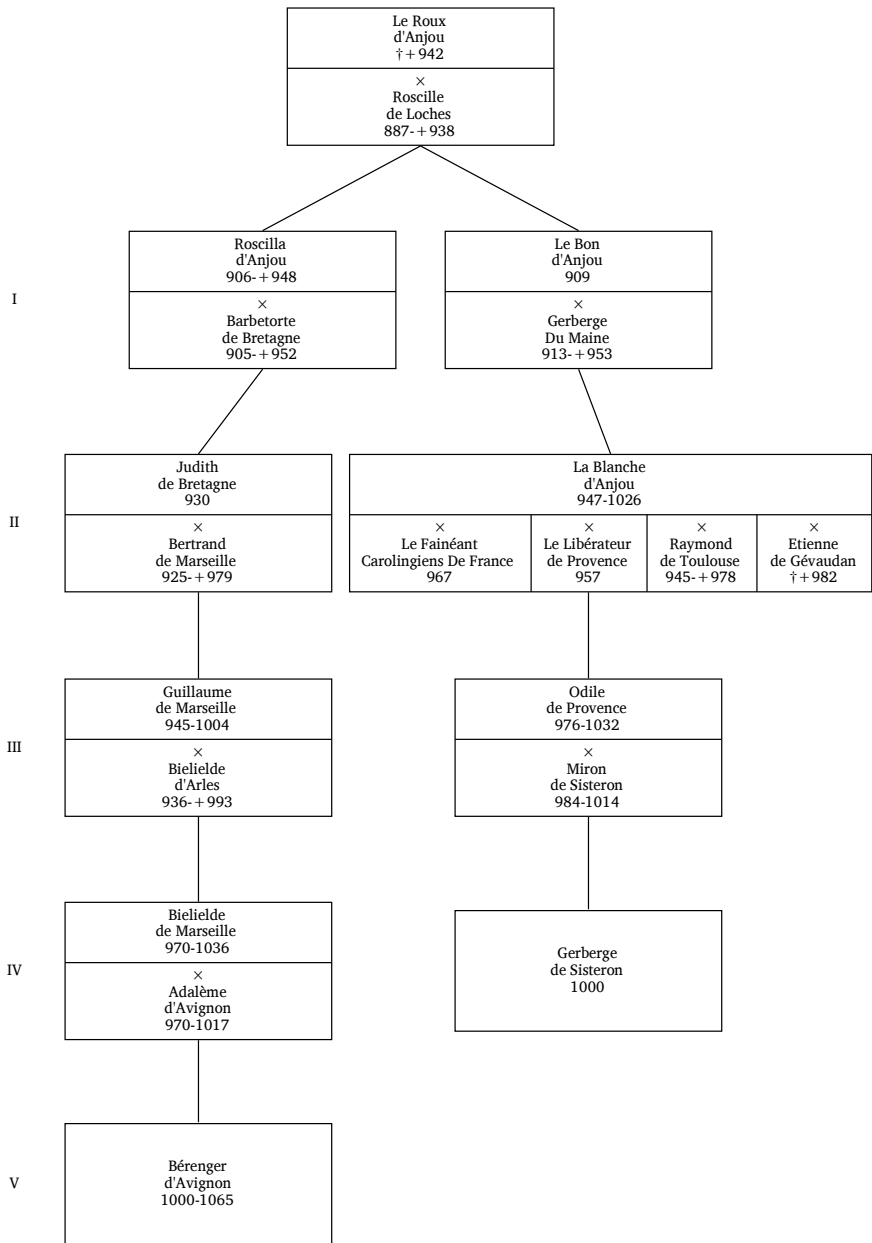 Le Roux
d'Anjou
†+942
×
Roscille
de Loches
887-+938
I
Roscilla
d'Anjou
906-+948
×
Barbetorte
de Bretagne
905-+952
Le Bon
d'Anjou
909
×
Gerberge
Du Maine
913-+953
II
Judith
de Bretagne
930
×
Bertrand
de Marseille
925-+979
La Blanche
d'Anjou
947-1026
×
Le Fainéant
Carolingiens De France
967
×
Le Libérateur
de Provence
957
×
Raymond
de Toulouse
945-+978
×
Etienne
de Gévaudan
†+982
III
Guillaume
de Marseille
945-1004
×
Bielielde
d'Arles
936-+993
Odile
de Provence
976-1032
×
Miron
de Sisteron
984-1014
IV
Bielielde
de Marseille
970-1036
×
Adalème
d'Avignon
970-1017
Gerberge
de Sisteron
1000
V
Bérenger
d'Avignon
1000-1065